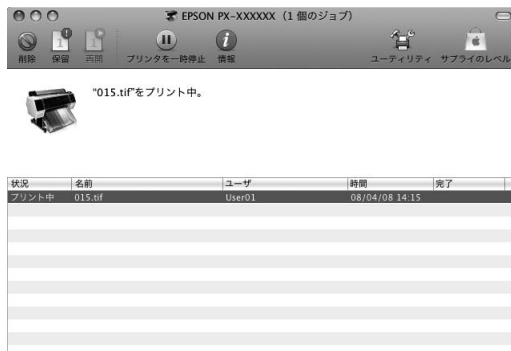 EPSON PX-XXXXXX（1 個のジョブ）
削除 保留 再開 プリンタを一時停止 情報 ユーティリティ サプライのレベル
"015.tif"をプリント中。
状況 名前 ユーザ 時間 完了
プリント中 015.tif User01 08/04/08 14:15